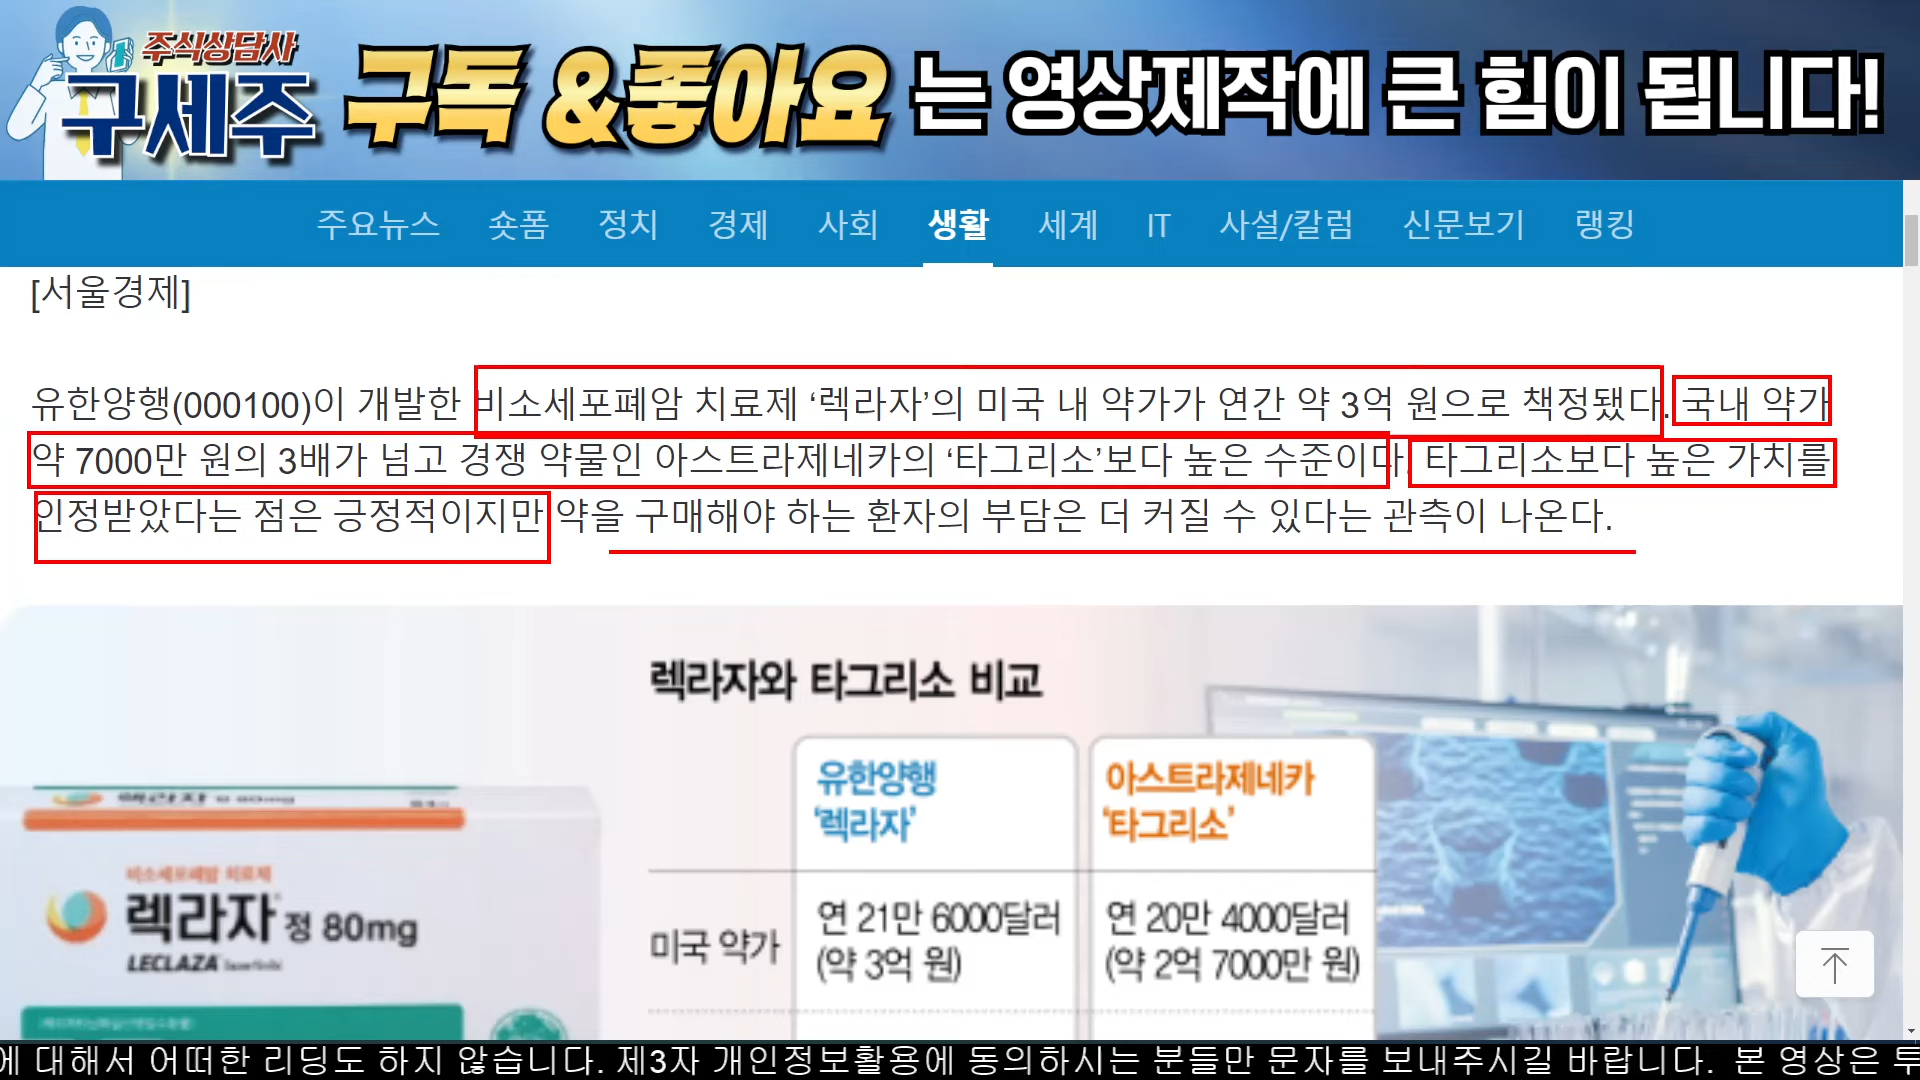 주식상담사
구세주
구독 &좋아요 는 영상제작에 큰 힘이 됩니다!
주요뉴스 숏폼 정치 경제 사회 생활 세계 IT 사설/칼럼 신문보기 랭킹
[서울경제]
유한양행(000100)이 개발한 비소세포폐암 치료제 ‘렉라자’의 미국 내 약가가 연간 약 3억 원으로 책정됐다. 국내 약가
약 7000만 원의 3배가 넘고 경쟁 약물인 아스트라제네카의 ‘타그리소’보다 높은 수준이다. 타그리소보다 높은 가치를
인정받았다는 점은 긍정적이지만 약을 구매해야 하는 환자의 부담은 더 커질 수 있다는 관측이 나온다.
렉라자와 타그리소 비교
유한양행
‘렉라자’
아스트라제네카
‘타그리소’
미국 약가
연 21만 6000달러
(약 3억 원)
연 20만 4000달러
(약 2억 7000만 원)
렉라자 정 80mg
비소세포폐암 치료제
렉라자 정 80mg
LECLAZA
에 대해서 어떠한 리딩도 하지 않습니다. 제3자 개인정보활용에 동의하시는 분들만 문자를 보내주시길 바랍니다. 본 영상은 투